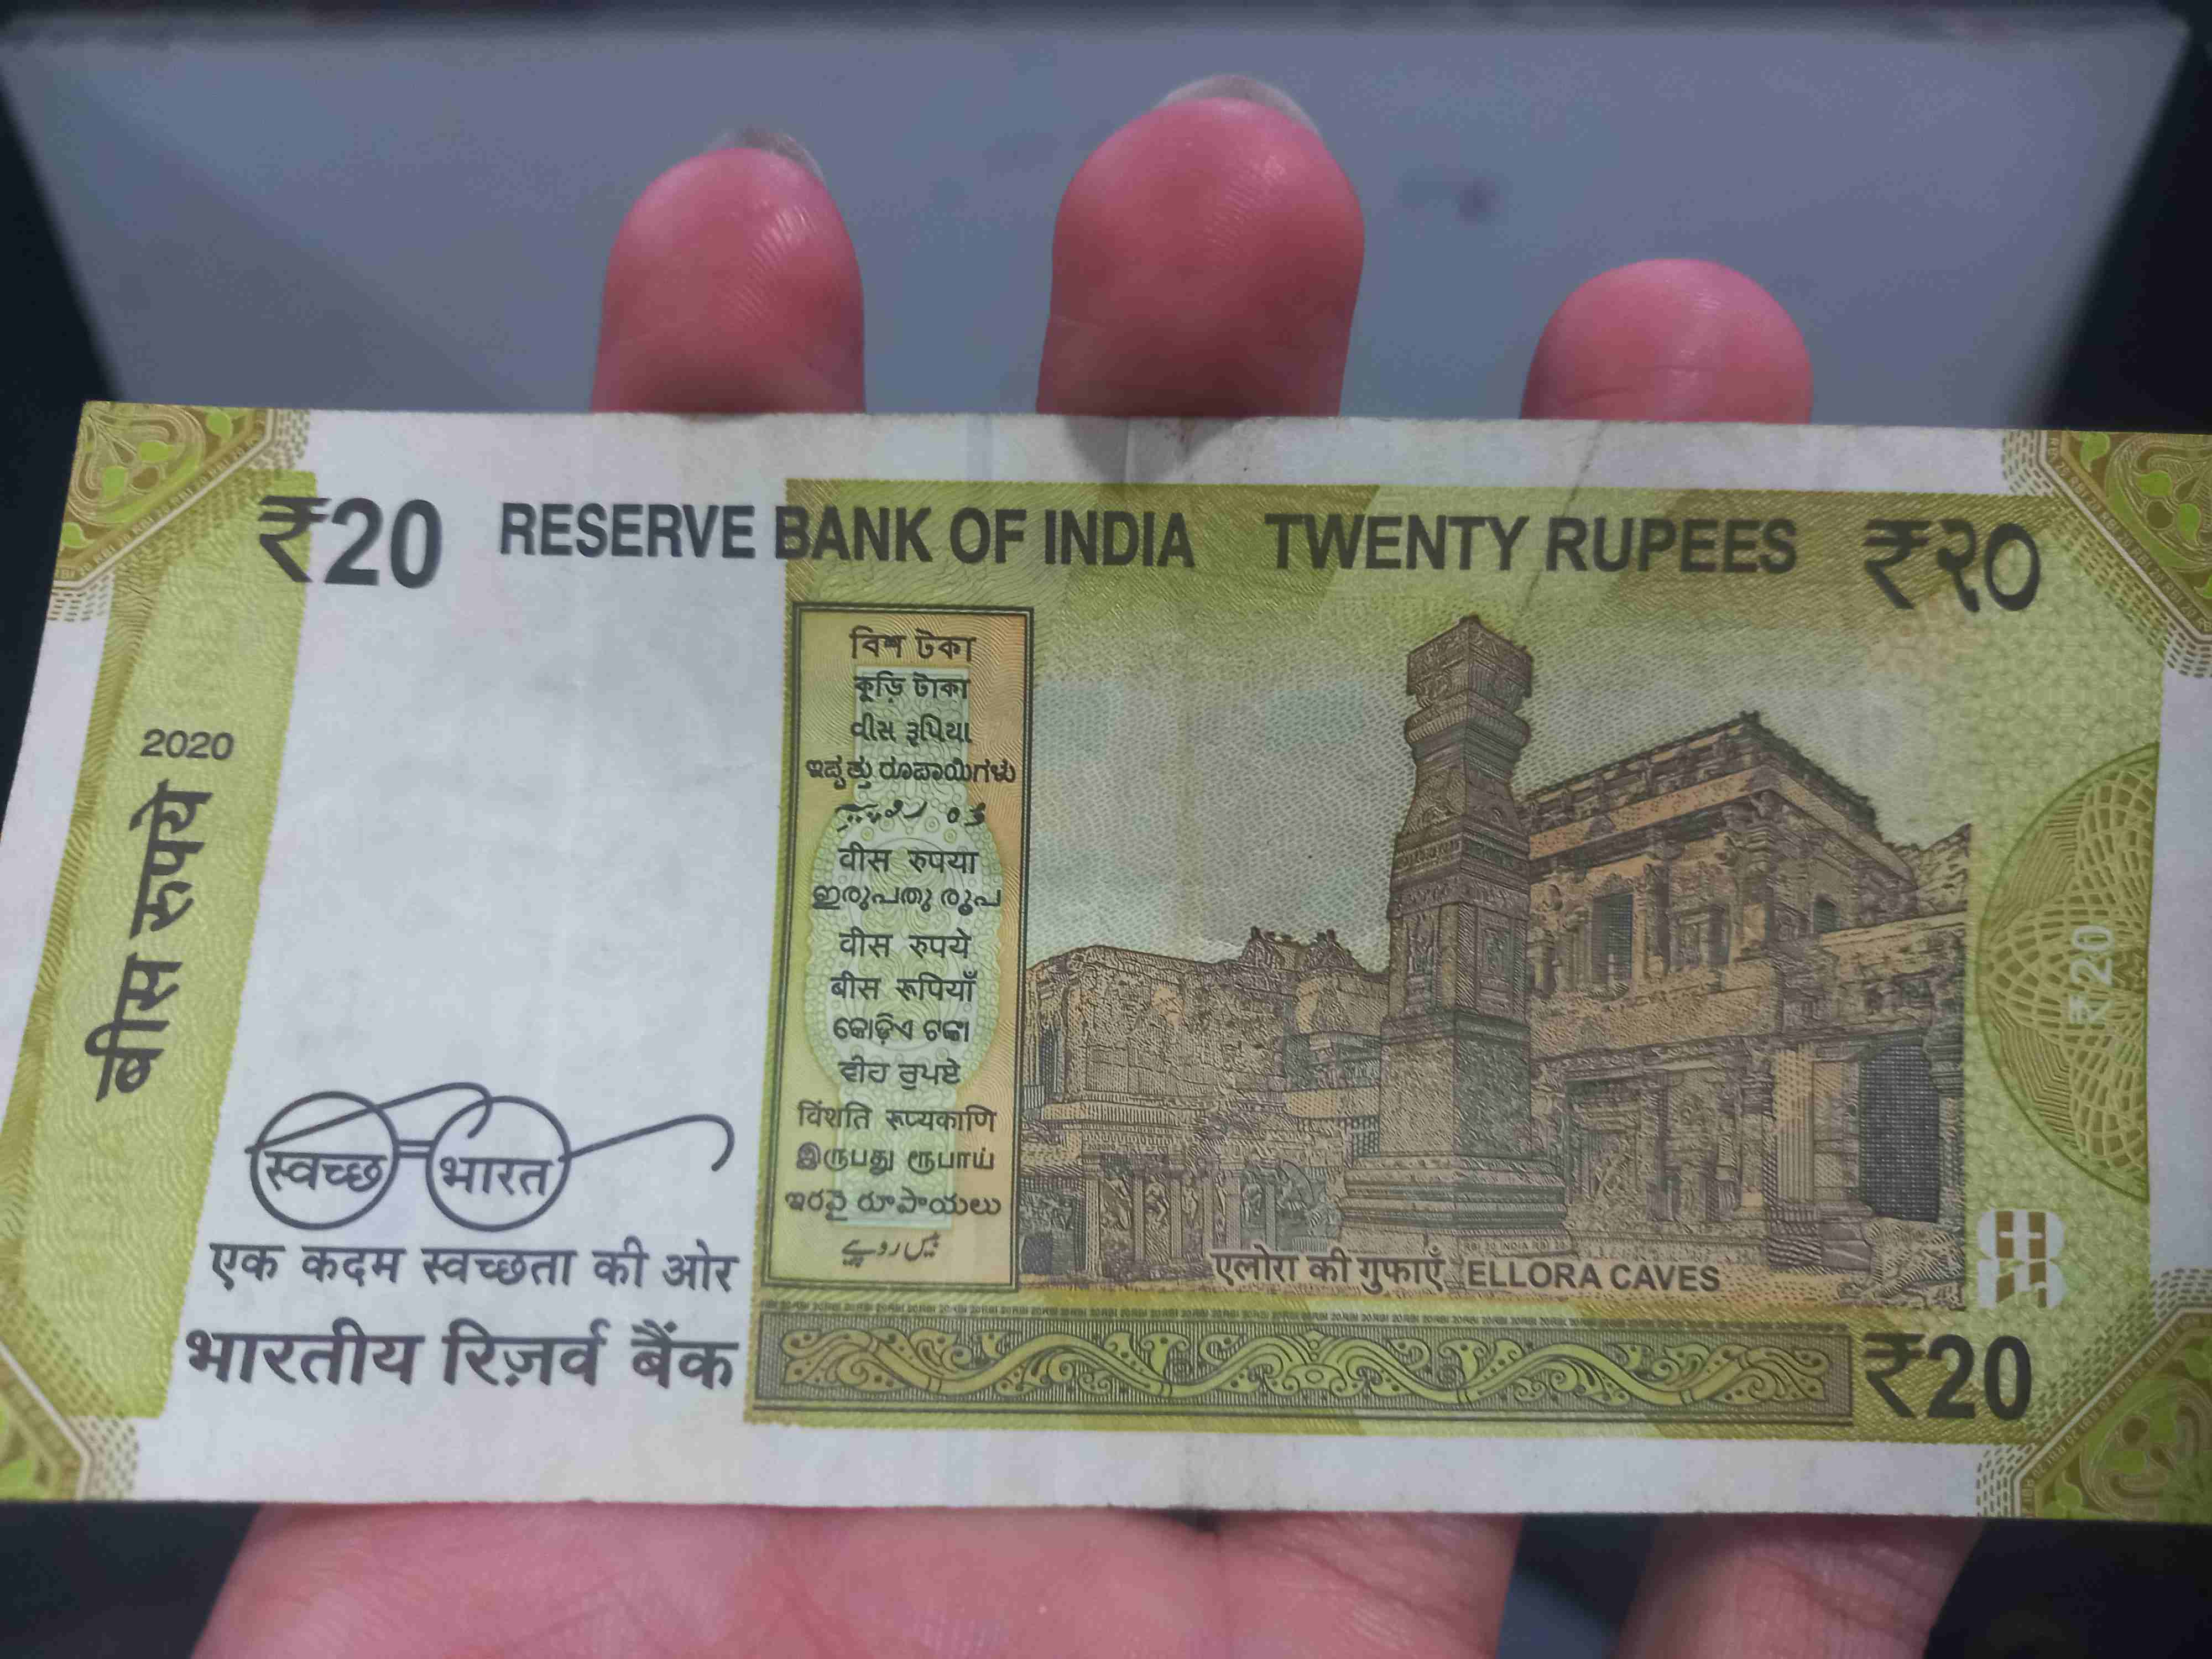 ₹20 RESERVE BANK OF INDIA TWENTY RUPEES ₹२०
2020
बीस रुपये
বিশ টকা
কুড়ি টাকা
વીસ રૂપિયા
ಇಪ್ಪತ್ತು ರೂಪಾಯಿಗಳು
वीस रुपया
ഇരുപതു രൂപ
वीस रुपये
बीस रूपियाँ
କୋଡ଼ିଏ ଟଙ୍କା
ਵੀਹ ਰੁਪਏ
विंशति रूप्यकाणि
இருபது ரூபாய்
ఇరవై రూపాయలు
بیس روپے
₹20
स्वच्छ भारत
एक कदम स्वच्छता की ओर
भारतीय रिज़र्व बैंक
एलोरा की गुफाएँ ELLORA CAVES
₹20